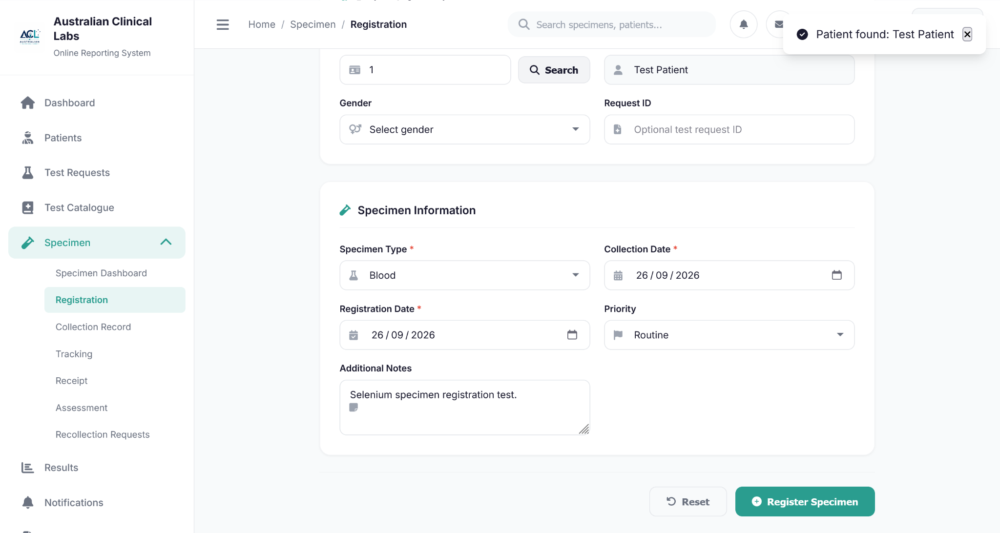 Australian Clinical
Labs
Online Reporting System
ACL
AUSTRALIAN
Dashboard
Patients
Test Requests
Test Catalogue
Specimen
Specimen Dashboard
Registration
Collection Record
Tracking
Receipt
Assessment
Recollection Requests
Results
Notifications
Home / Specimen / Registration
Search specimens, patients...
Patient found: Test Patient
1
Search
Test Patient
Gender
Request ID
Select gender
Optional test request ID
Specimen Information
Specimen Type *
Collection Date *
Blood
26 / 09 / 2026
Registration Date *
Priority
26 / 09 / 2026
Routine
Additional Notes
Selenium specimen registration test.
Reset
Register Specimen